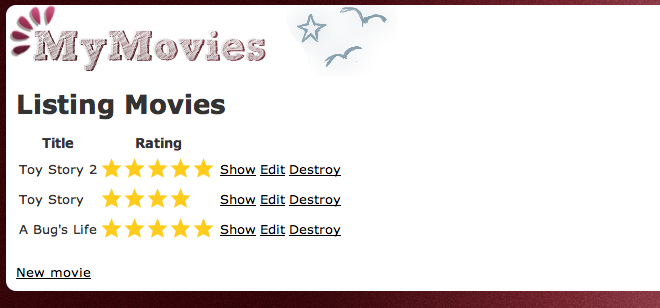 MyMovies
Listing Movies
Title Rating
Toy Story 2 Show Edit Destroy
Toy Story Show Edit Destroy
A Bug's Life Show Edit Destroy
New movie